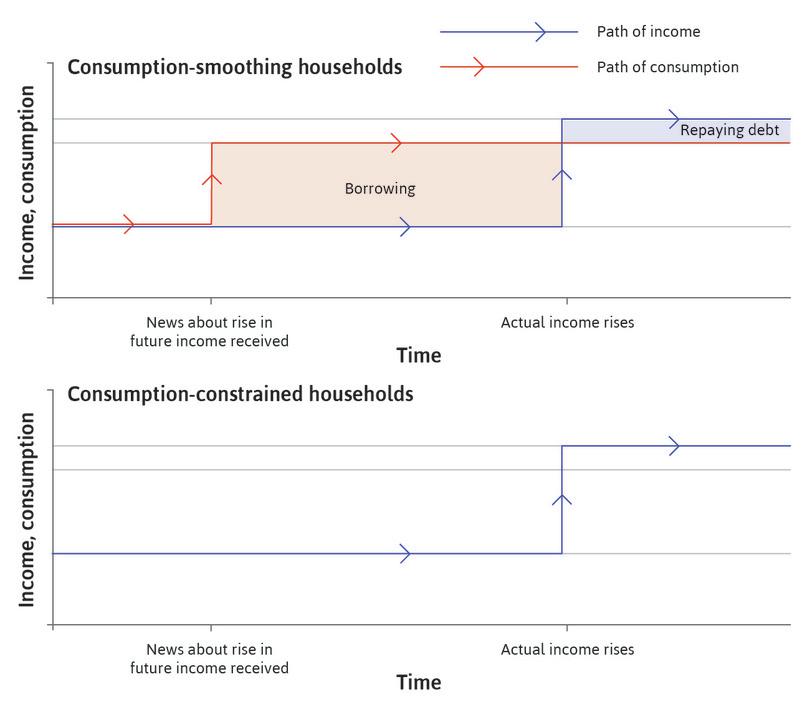 Path of income
Path of consumption
Consumption-smoothing households
Income, consumption
Repaying debt
Borrowing
News about rise in
future income received
Actual income rises
Time
Consumption-constrained households
Income, consumption
News about rise in
future income received
Actual income rises
Time